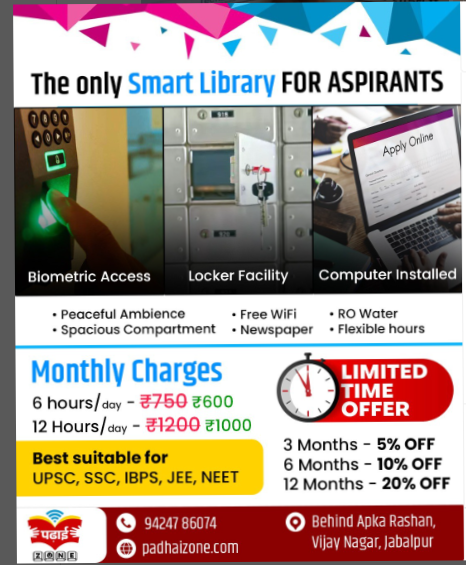 The only Smart Library FOR ASPIRANTS
Apply Online
Biometric Access
Locker Facility
Computer Installed
• Peaceful Ambience • Free WiFi • RO Water
• Spacious Compartment • Newspaper • Flexible hours
Monthly Charges
6 hours/day - ₹750 ₹600
12 Hours/day - ₹1200 ₹1000
LIMITED
TIME
OFFER
3 Months - 5% OFF
6 Months - 10% OFF
12 Months - 20% OFF
Best suitable for
UPSC, SSC, IBPS, JEE, NEET
पढाई
ZONE
94247 86074
padhaizone.com
Behind Apka Rashan,
Vijay Nagar, Jabalpur